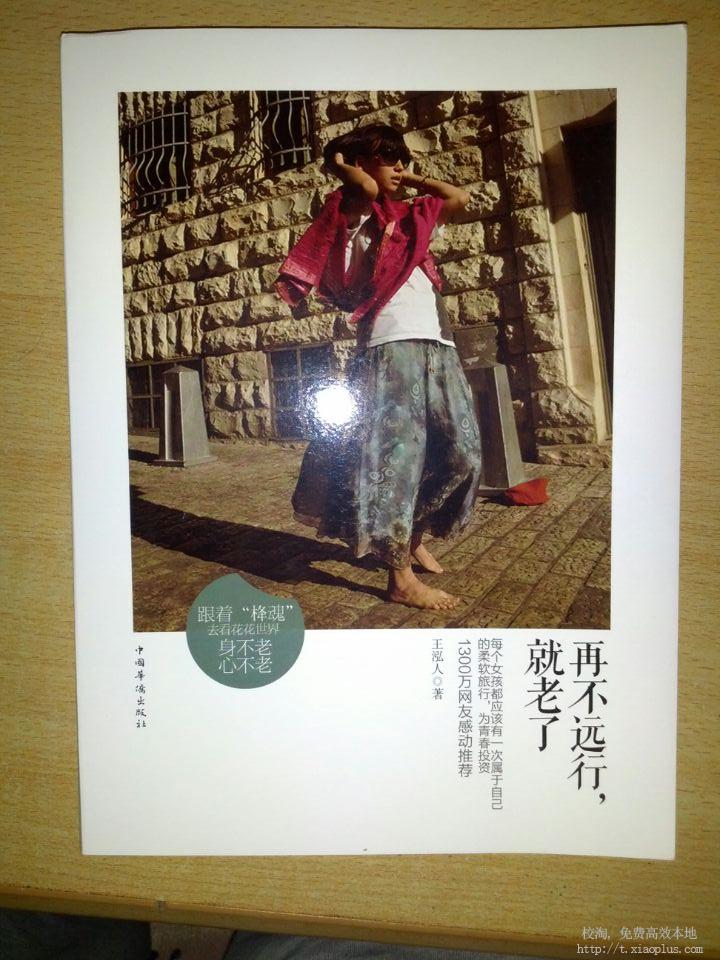 再不远行，
就老了
每个女孩都应该有一次属于自己
的柔软旅行，为青春投资
1300万网友感动推荐
王泓人◎著
跟着“桻魂”
去看花花世界
身不老
心不老
中国华侨出版社
校淘，免费高效本地
http://t.xiaoplus.com